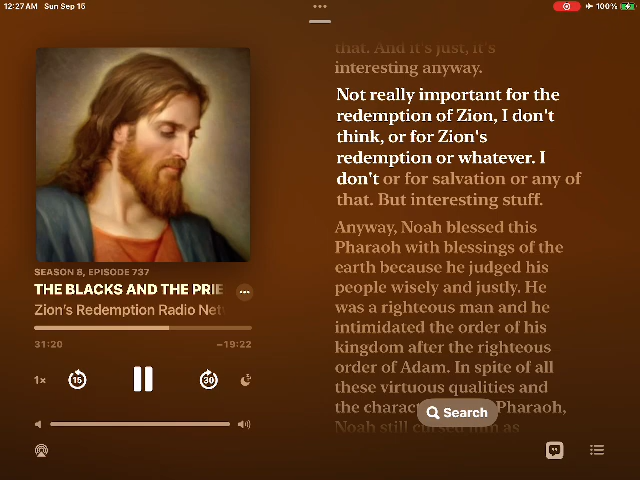 12:27 AM Sun Sep 15
100%
that. And it's just, it's
interesting anyway.
Not really important for the
redemption of Zion, I don't
think, or for Zion's
redemption or whatever. I
don't or for salvation or any of
that. But interesting stuff.
Anyway, Noah blessed this
Pharaoh with blessings of the
earth because he judged his
people wisely and justly. He
was a righteous man and he
intimidated the order of his
kingdom after the righteous
order of Adam. In spite of all
these virtuous qualities and
the charact Pharaoh,
Noah still cursed him as
Search
SEASON 8, EPISODE 737
THE BLACKS AND THE PRIE
Zion's Redemption Radio Net
31:20
-19:22
1×
15
30